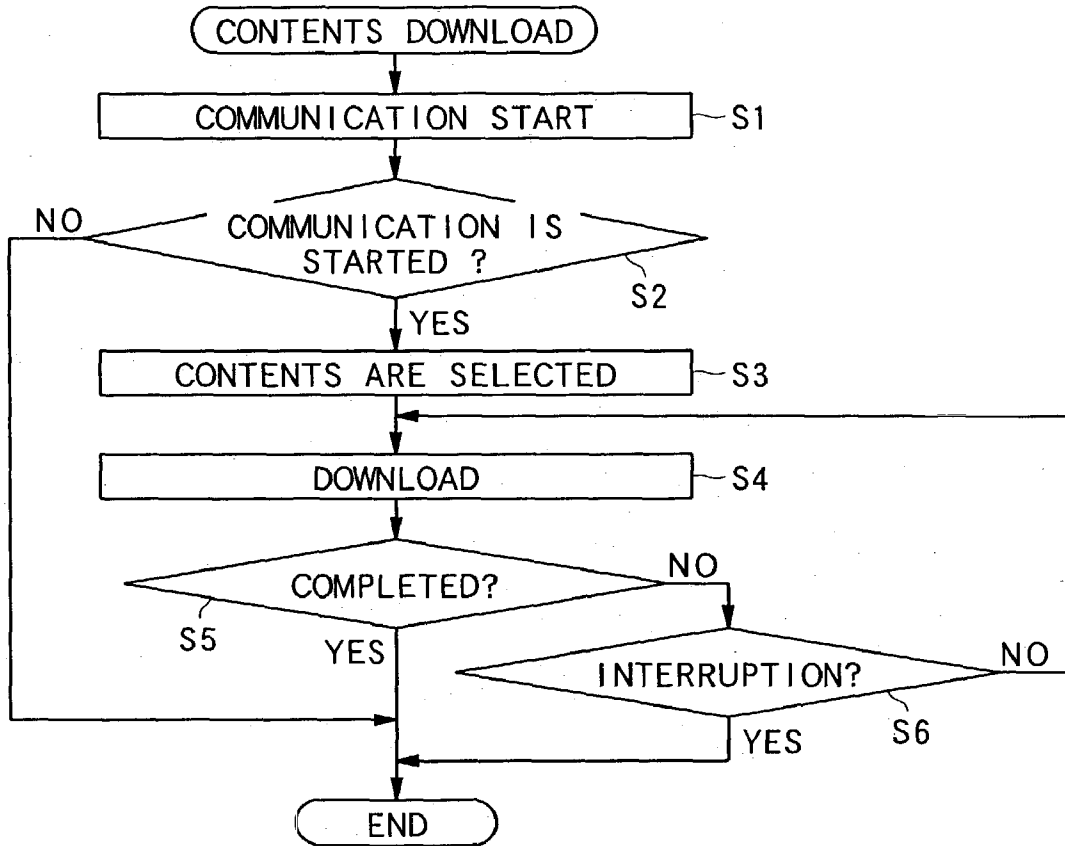 CONTENTS DOWNLOAD
COMMUNICATION START
S1
NO
COMMUNICATION IS
STARTED ?
S2
YES
CONTENTS ARE SELECTED
S3
DOWNLOAD
S4
COMPLETED?
NO
S5
YES
INTERRUPTION?
NO
S6
YES
END